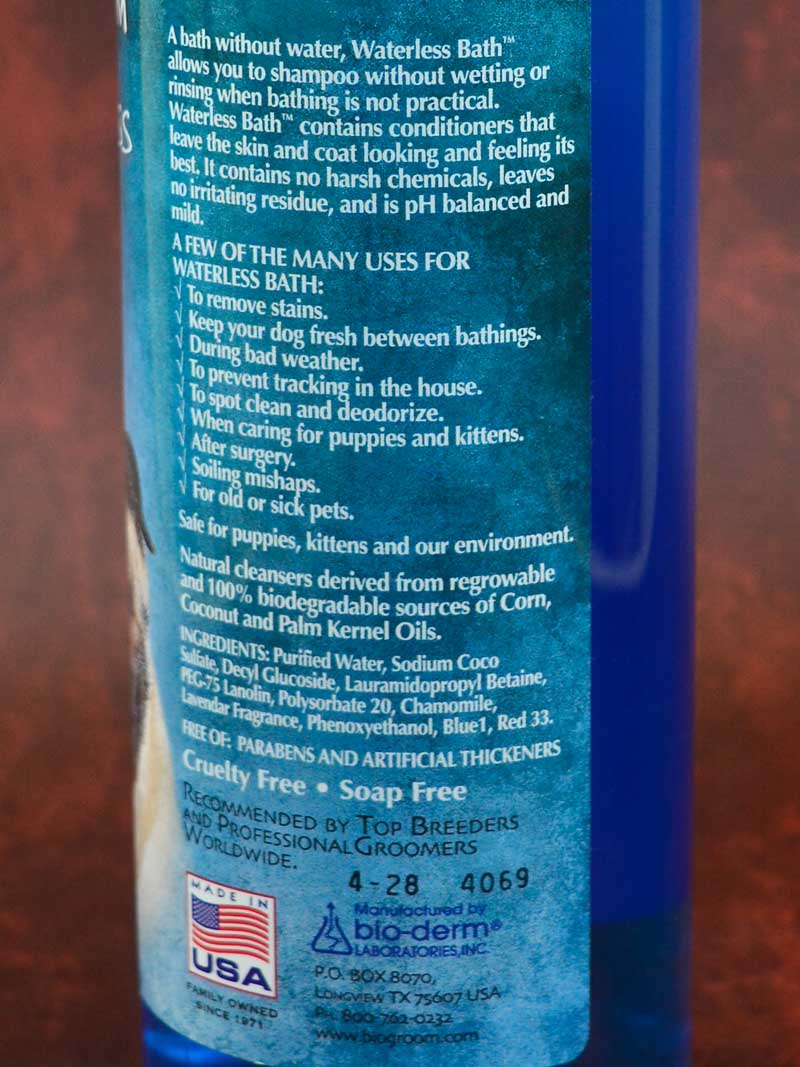 A bath without water, Waterless Bath™
allows you to shampoo without wetting or
rinsing when bathing is not practical.
Waterless Bath™ contains conditioners that
leave the skin and coat looking and feeling its
best. It contains no harsh chemicals, leaves
no irritating residue, and is pH balanced and
mild.
A FEW OF THE MANY USES FOR
WATERLESS BATH:
√ To remove stains.
√ Keep your dog fresh between bathings.
√ During bad weather.
√ To prevent tracking in the house.
√ To spot clean and deodorize.
√ When caring for puppies and kittens.
√ After surgery.
√ Soiling mishaps.
√ For old or sick pets.
Safe for puppies, kittens and our environment.
Natural cleansers derived from regrowable
and 100% biodegradable sources of Corn,
Coconut and Palm Kernel Oils.
INGREDIENTS: Purified Water, Sodium Coco
Sulfate, Decyl Glucoside, Lauramidopropyl Betaine,
PEG-75 Lanolin, Polysorbate 20, Chamomile,
Lavendar Fragrance, Phenoxyethanol, Blue1, Red 33.
FREE OF: PARABENS AND ARTIFICIAL THICKENERS
Cruelty Free • Soap Free
RECOMMENDED BY TOP BREEDERS
AND PROFESSIONAL GROOMERS
WORLDWIDE.
4-28 4069
MADE IN
USA
FAMILY OWNED
SINCE 1971
Manufactured by
bio-derm®
LABORATORIES, INC.
P.O. BOX 8070,
LONGVIEW TX 75607 USA
PH. 800-762-0232
www.biogroom.com